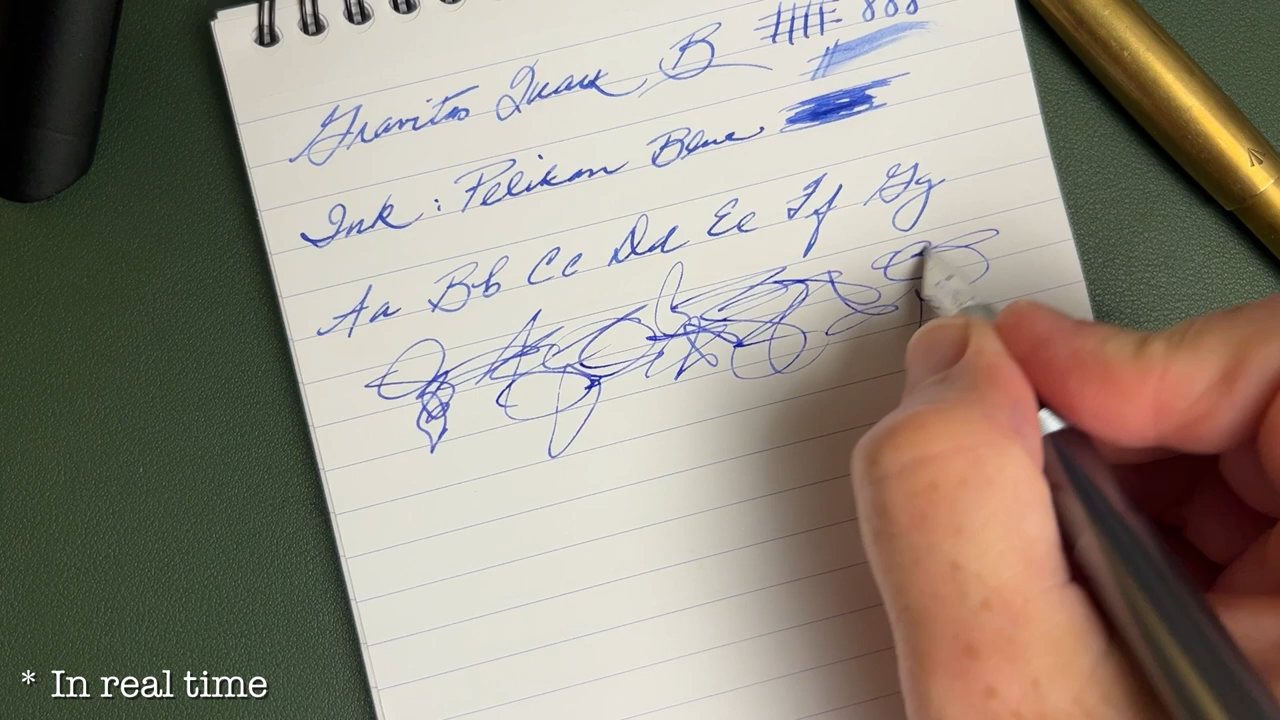 Gravitas Quark B
Ink: Pelikan Blue
Aa Bb Cc Dd Ee Ff Gg
* In real time